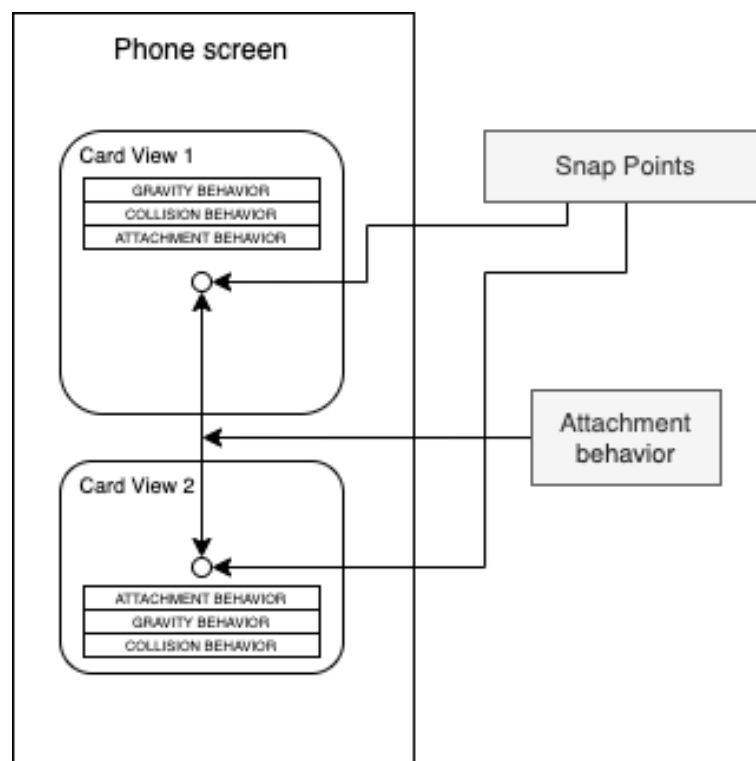 Phone screen
Card View 1
GRAVITY BEHAVIOR
COLLISION BEHAVIOR
ATTACHMENT BEHAVIOR
Snap Points
Attachment
behavior
Card View 2
ATTACHMENT BEHAVIOR
GRAVITY BEHAVIOR
COLLISION BEHAVIOR